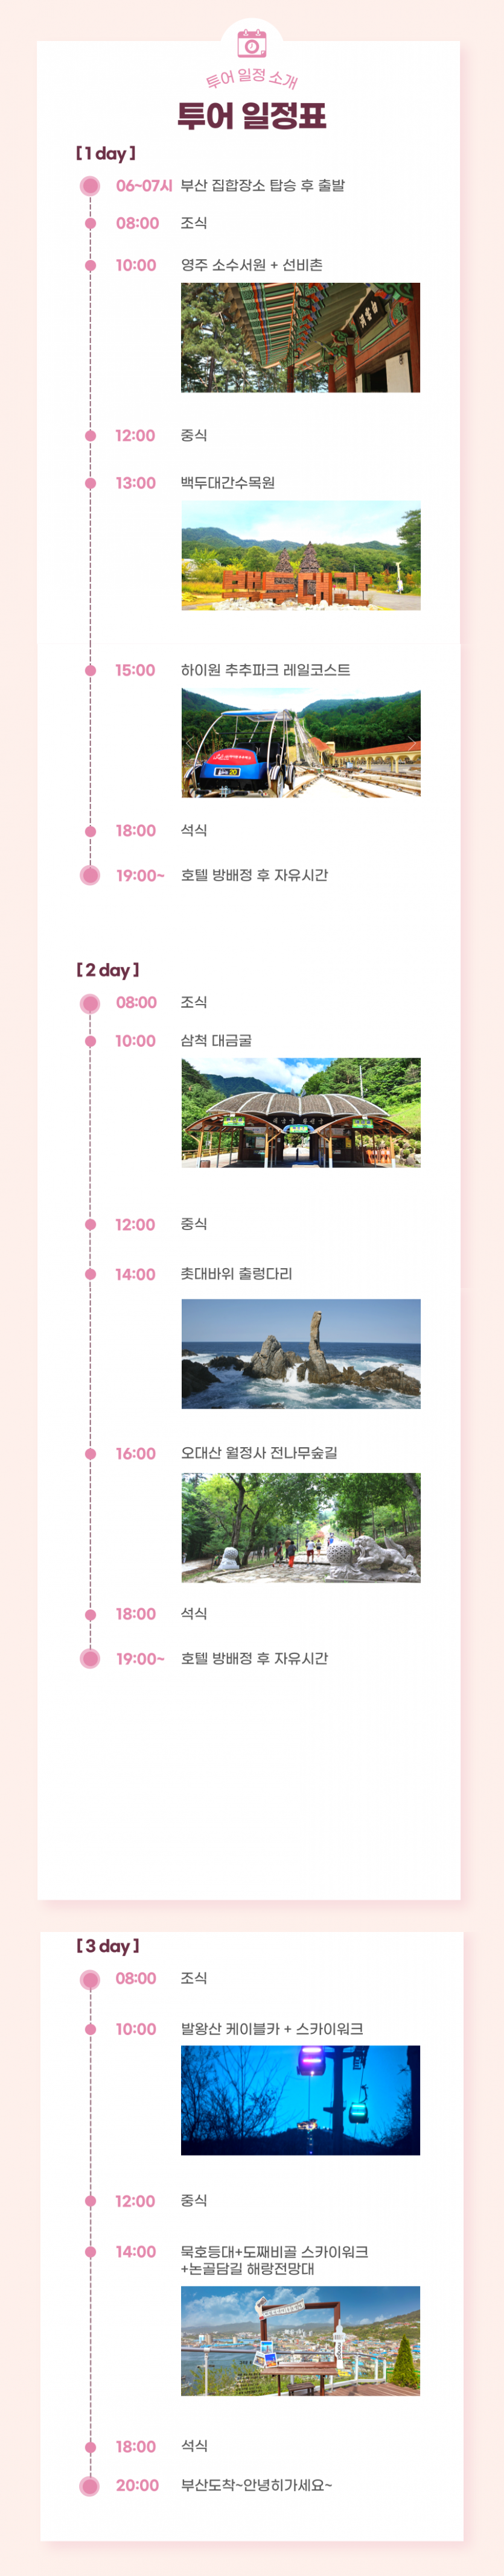 투어 일정 소개
투어 일정표
[ 1 day ]
06~07시 부산 집합장소 탑승 후 출발
08:00 조식
10:00 영주 소수서원 + 선비촌
12:00 중식
13:00 백두대간수목원
백두대간
15:00 하이원 추추파크 레일코스트
20
18:00 석식
19:00~ 호텔 방배정 후 자유시간
[ 2 day ]
08:00 조식
10:00 삼척 대금굴
12:00 중식
14:00 촛대바위 출렁다리
16:00 오대산 월정사 전나무숲길
18:00 석식
19:00~ 호텔 방배정 후 자유시간
[ 3 day ]
08:00 조식
10:00 발왕산 케이블카 + 스카이워크
12:00 중식
14:00 묵호등대+도째비골 스카이워크
+논골담길 해랑전망대
18:00 석식
20:00 부산도착~안녕히가세요~